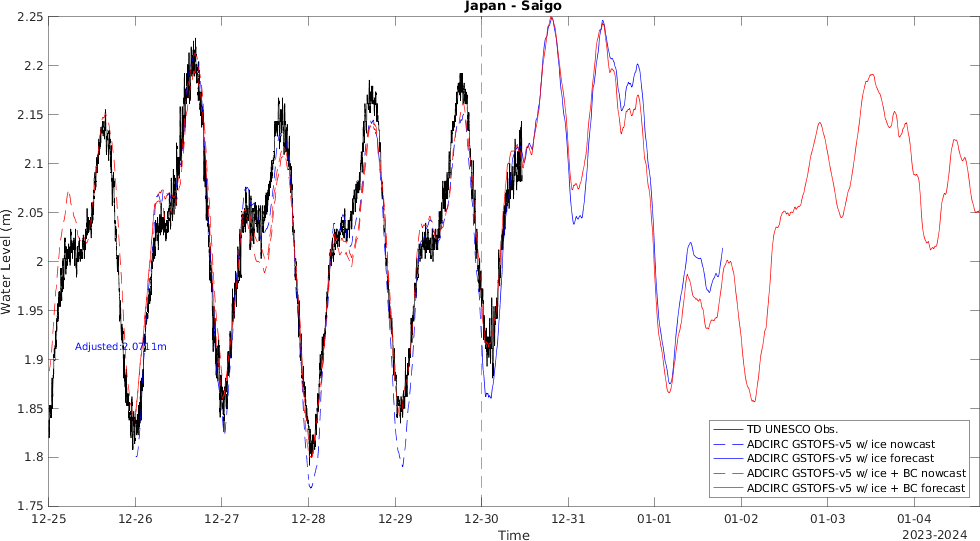 Japan - Saigo
2.25
2.2
2.15
2.1
2.05
2
1.95
1.9
1.85
1.8
1.75
Water Level (m)
Adjusted:2.0711m
TD UNESCO Obs.
ADCIRC GSTOFS-v5 w/ ice nowcast
ADCIRC GSTOFS-v5 w/ ice forecast
ADCIRC GSTOFS-v5 w/ ice + BC nowcast
ADCIRC GSTOFS-v5 w/ ice + BC forecast
12-25 12-26 12-27 12-28 12-29 12-30 12-31 01-01 01-02 01-03 01-04
Time
2023-2024